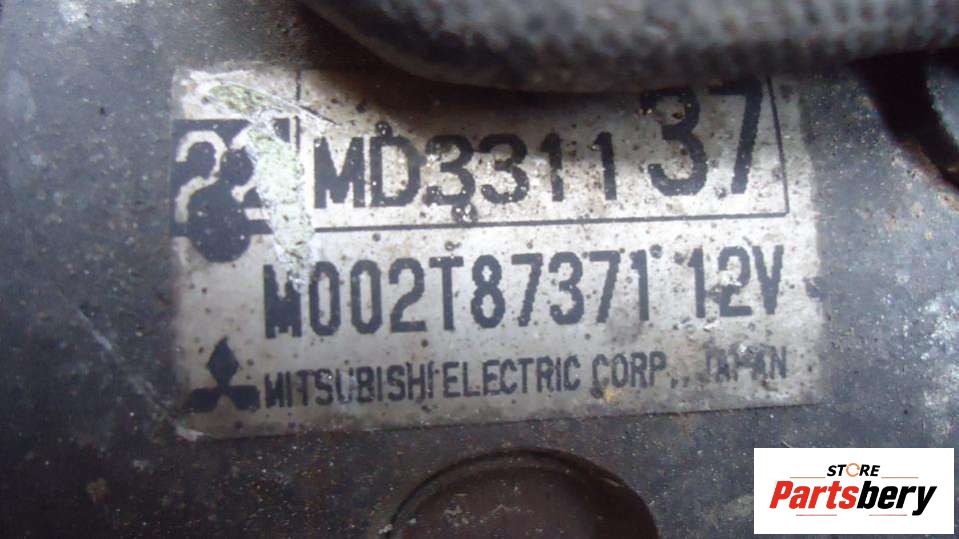 MD331137
M002T87371 12V
MITSUBISHI ELECTRIC CORP., JAPAN
STORE
Partsbery